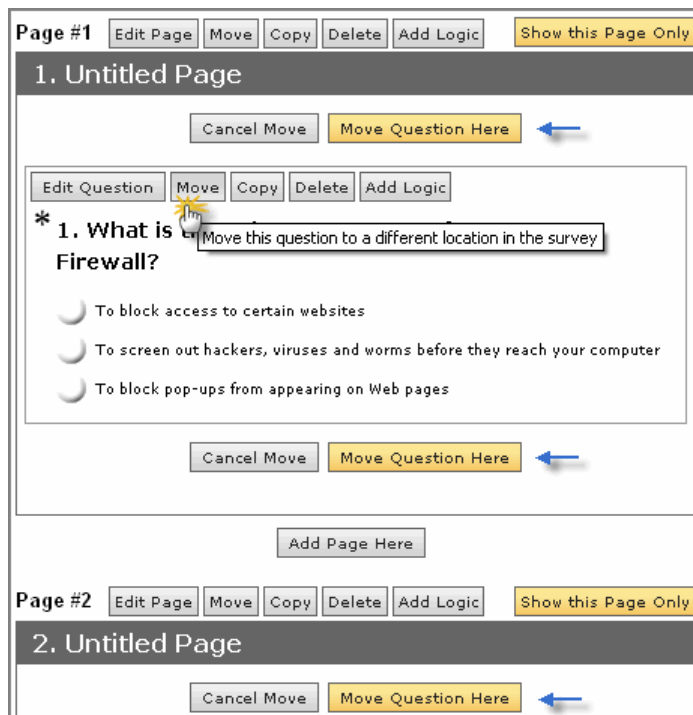 Page #1 Edit Page Move Copy Delete Add Logic Show this Page Only
1. Untitled Page
Cancel Move Move Question Here
Edit Question Move Copy Delete Add Logic
* 1. What is
Move this question to a different location in the survey
Firewall?
To block access to certain websites
To screen out hackers, viruses and worms before they reach your computer
To block pop-ups from appearing on Web pages
Cancel Move Move Question Here
Add Page Here
Page #2 Edit Page Move Copy Delete Add Logic Show this Page Only
2. Untitled Page
Cancel Move Move Question Here